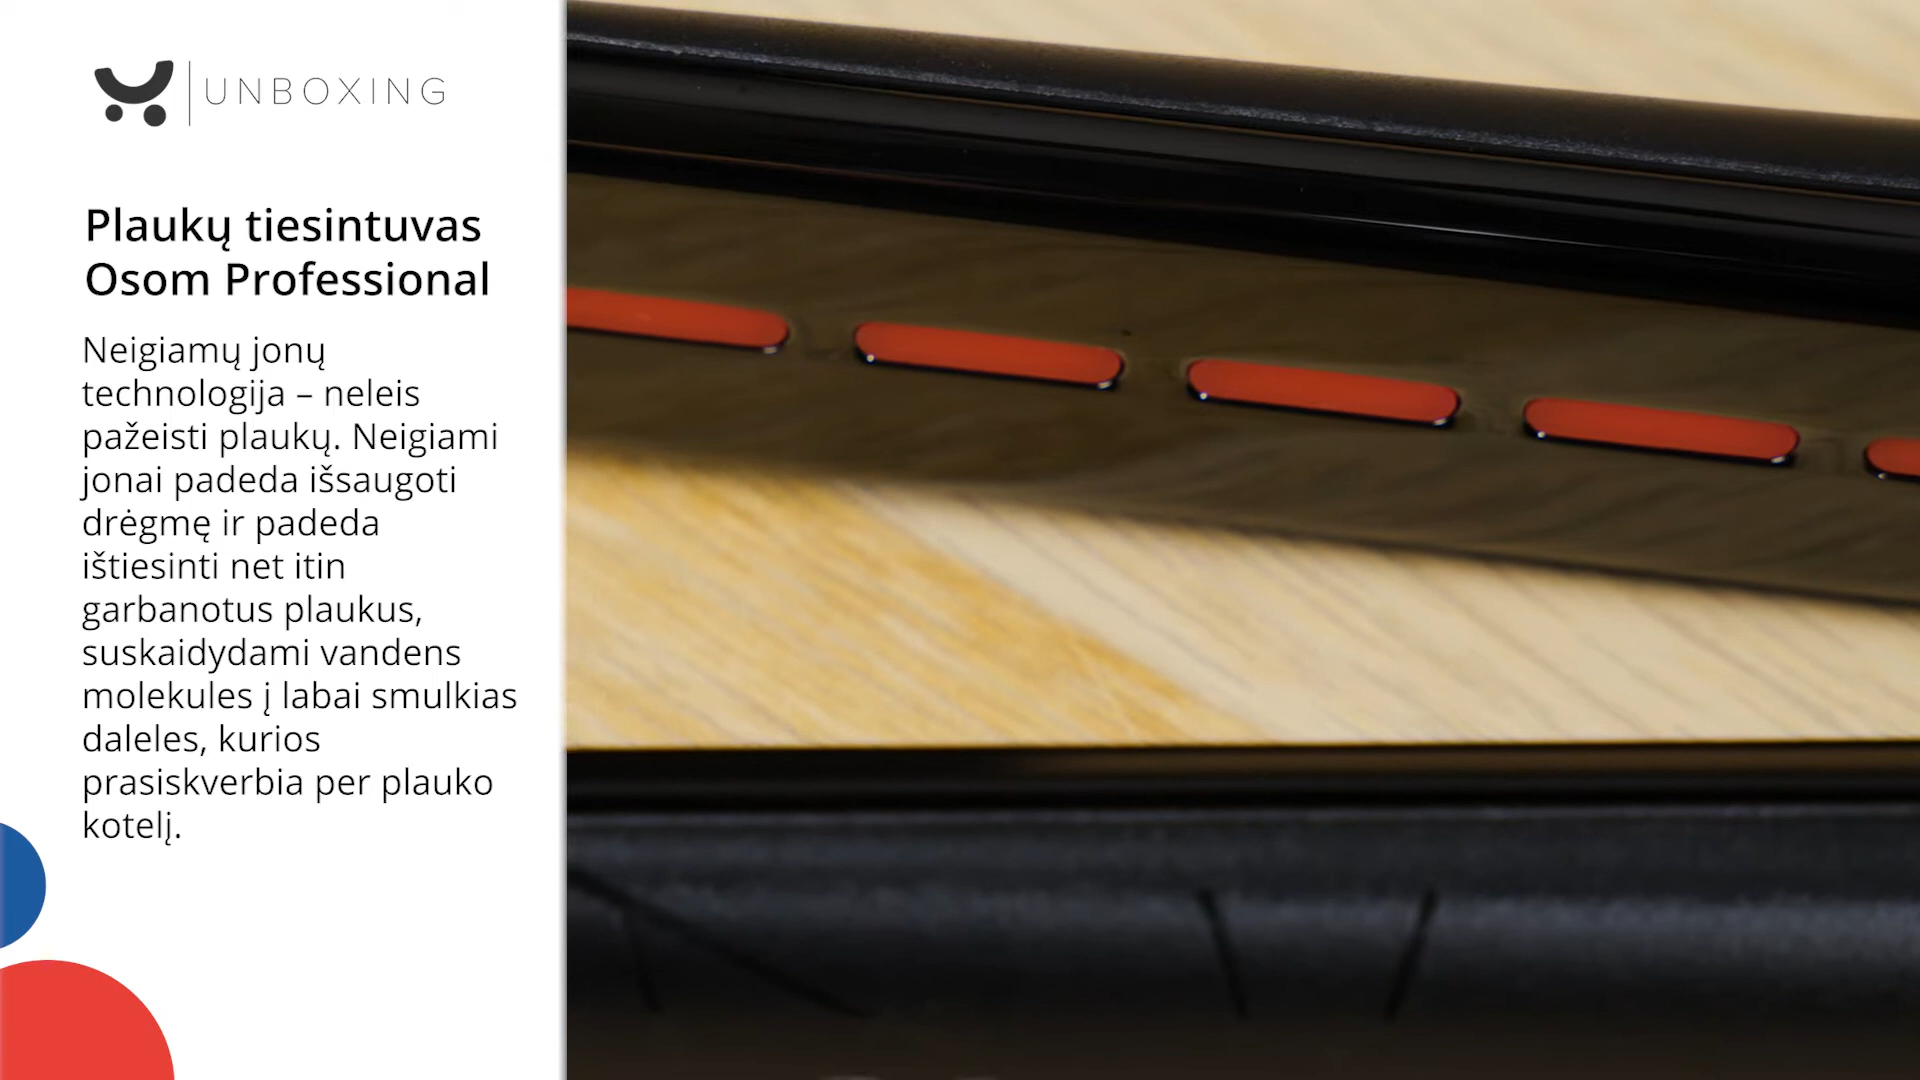 UNBOXING
Plaukų tiesintuvas
Osom Professional
Neigiamų jonų
technologija – neleis
pažeisti plaukų. Neigiami
jonai padeda išsaugoti
drėgmę ir padeda
ištiesinti net itin
garbanotus plaukus,
suskaidydami vandens
molekules į labai smulkias
daleles, kurios
prasiskverbia per plauko
kotelį.